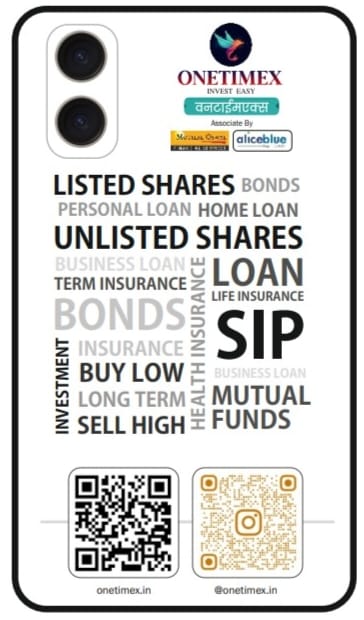 ONETIMEX
INVEST EASY
वनटाईमएक्स
Associate By
MOTILAL OSWAL aliceblue
LISTED SHARES BONDS
PERSONAL LOAN HOME LOAN
UNLISTED SHARES
BUSINESS LOAN
TERM INSURANCE
BONDS
INSURANCE
BUY LOW
LONG TERM
SELL HIGH
INVESTMENT
HEALTH INSURANCE
LOAN
LIFE INSURANCE
SIP
BUSINESS LOAN
MUTUAL
FUNDS
onetimex.in
@onetimex.in